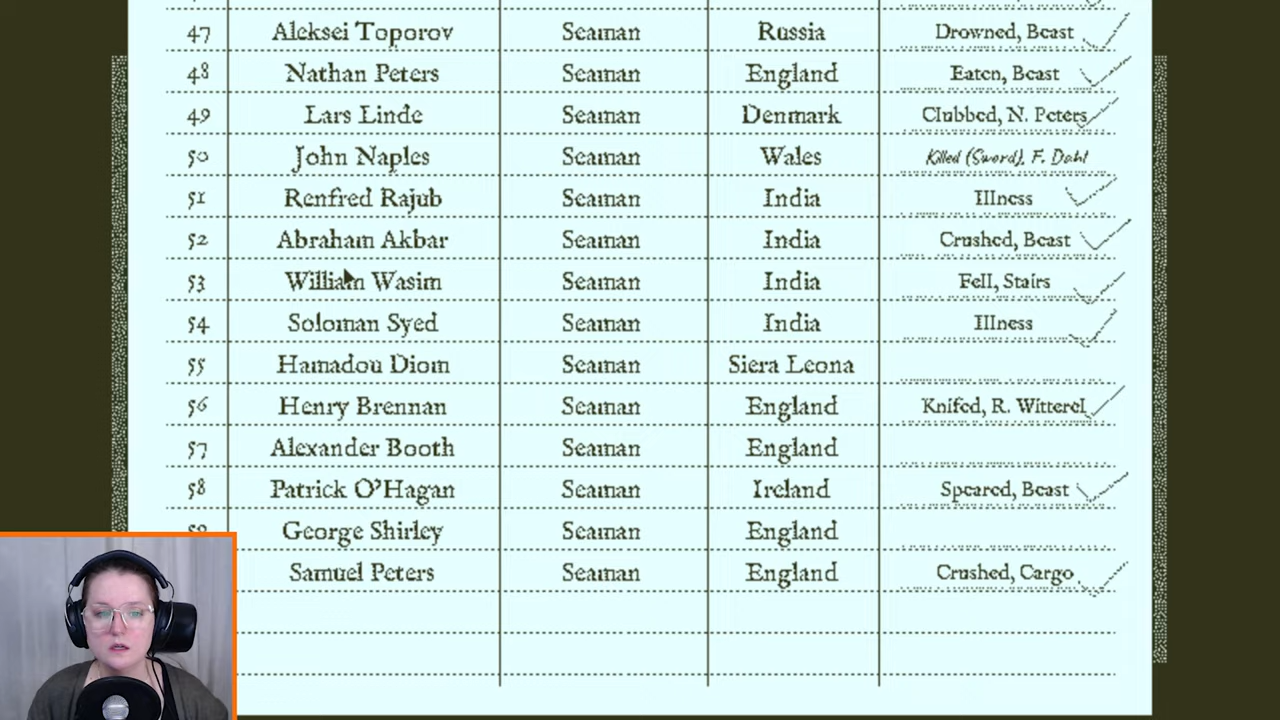 47 Aleksei Toporov Seaman Russia Drowned, Beast
48 Nathan Peters Seaman England Eaten, Beast
49 Lars Linde Seaman Denmark Clubbed, N. Peters
50 John Naples Seaman Wales Killed (Sword), F. Dahl
51 Renfred Rajub Seaman India Illness
52 Abraham Akbar Seaman India Crushed, Beast
53 William Wasim Seaman India Fell, Stairs
54 Soloman Syed Seaman India Illness
55 Hamadou Diom Seaman Siera Leona
56 Henry Brennan Seaman England Knifed, R. Witterel
57 Alexander Booth Seaman England
58 Patrick O'Hagan Seaman Ireland Speared, Beast
George Shirley Seaman England
Samuel Peters Seaman England Crushed, Cargo